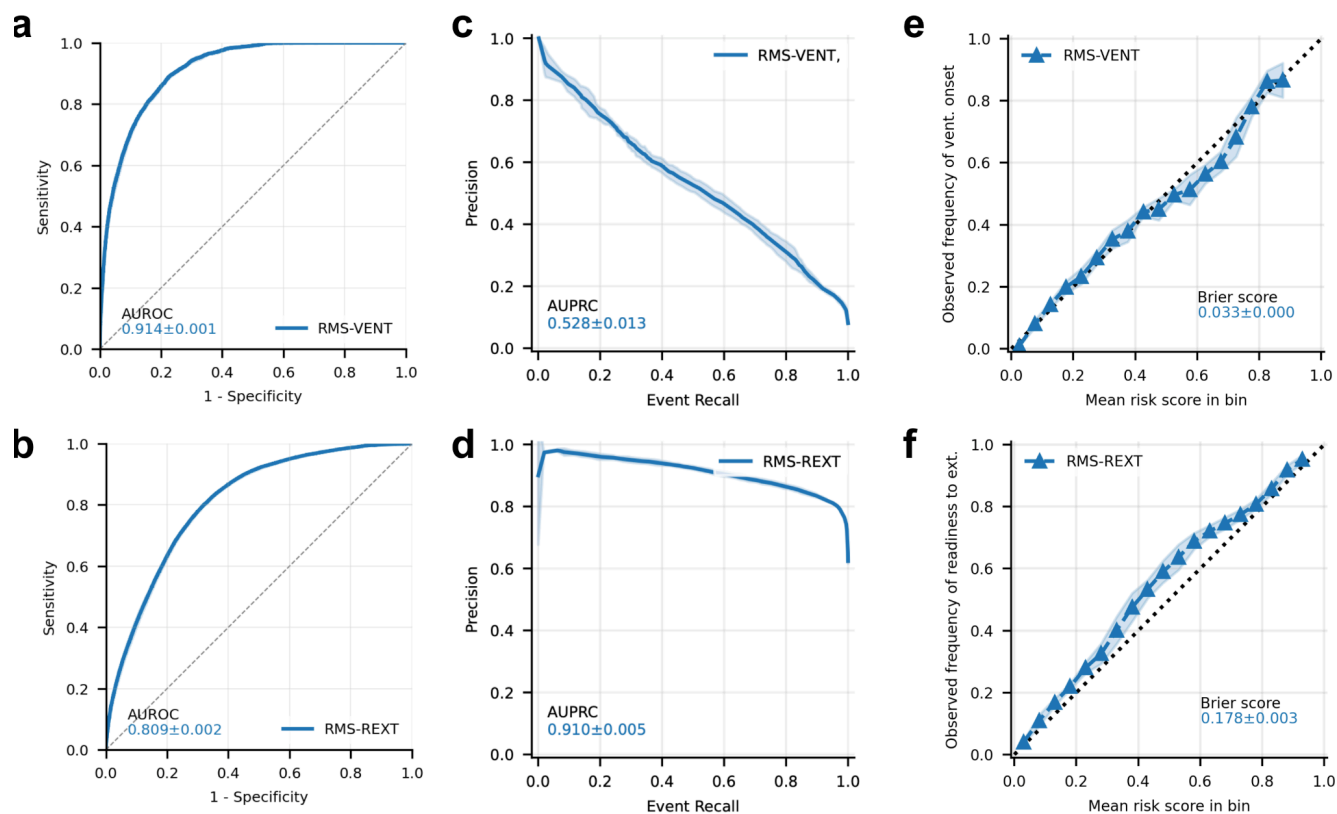 a
1.0
0.8
0.6
0.4
0.2
0.0
Sensitivity
AUROC
0.914±0.001
RMS-VENT
0.0 0.2 0.4 0.6 0.8 1.0
1 - Specificity
c
1.0
0.8
0.6
0.4
0.2
0.0
Precision
RMS-VENT,
AUPRC
0.528±0.013
0.0 0.2 0.4 0.6 0.8 1.0
Event Recall
e
1.0
0.8
0.6
0.4
0.2
0.0
Observed frequency of vent. onset
RMS-VENT
Brier score
0.033±0.000
0.0 0.2 0.4 0.6 0.8 1.0
Mean risk score in bin
b
1.0
0.8
0.6
0.4
0.2
0.0
Sensitivity
AUROC
0.809±0.002
RMS-REXT
0.0 0.2 0.4 0.6 0.8 1.0
1 - Specificity
d
1.0
0.8
0.6
0.4
0.2
0.0
Precision
RMS-REXT
AUPRC
0.910±0.005
0.0 0.2 0.4 0.6 0.8 1.0
Event Recall
f
1.0
0.8
0.6
0.4
0.2
0.0
Observed frequency of readiness to ext.
RMS-REXT
Brier score
0.178±0.003
0.0 0.2 0.4 0.6 0.8 1.0
Mean risk score in bin